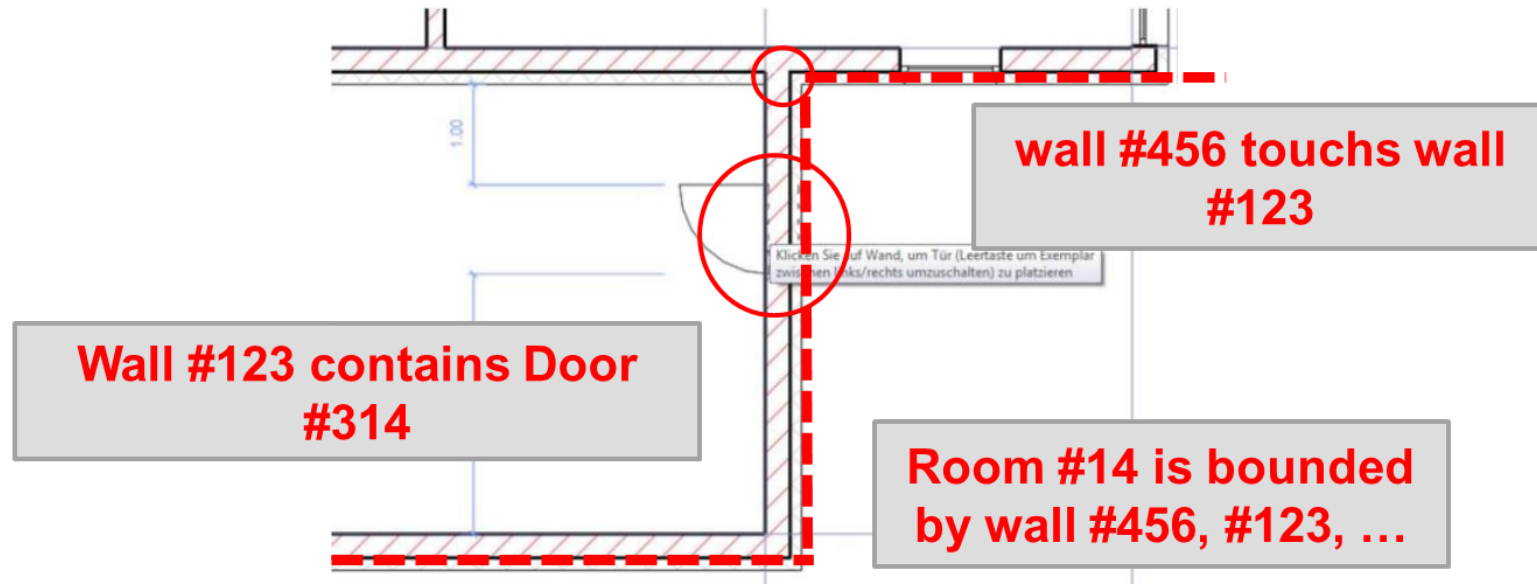 1.00
wall #456 touchs wall
#123
Klicken Sie auf Wand, um Tür (Leertaste um Exemplar
zwischen links/rechts umzuschalten) zu platzieren
Wall #123 contains Door
#314
Room #14 is bounded
by wall #456, #123, …